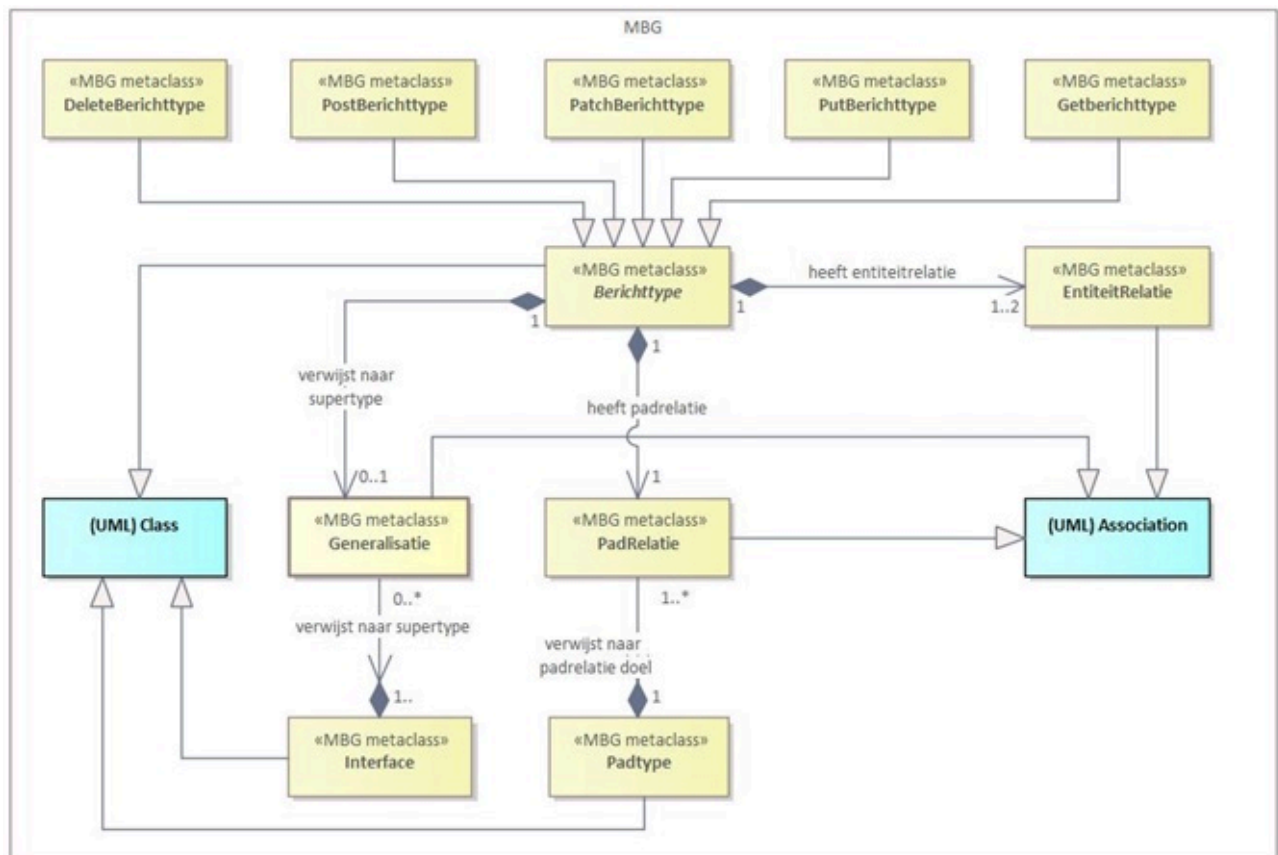 MBG
«MBG metaclass»
DeleteBerichttype
«MBG metaclass»
PostBerichttype
«MBG metaclass»
PatchBerichttype
«MBG metaclass»
PutBerichttype
«MBG metaclass»
Getberichttype
«MBG metaclass»
Berichttype
heeft entiteitrelatie
«MBG metaclass»
EntiteitRelatie
1
1
1..2
1
verwijst naar
supertype
heeft padrelatie
0..1
1
(UML) Class
«MBG metaclass»
Generalisatie
«MBG metaclass»
PadRelatie
(UML) Association
0..*
1..*
verwijst naar supertype
verwijst naar
padrelatie doel
1..
1
«MBG metaclass»
Interface
«MBG metaclass»
Padtype